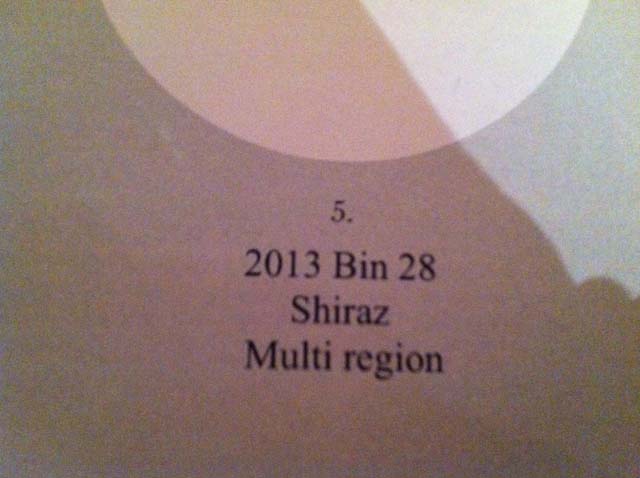 5.
2013 Bin 28
Shiraz
Multi region